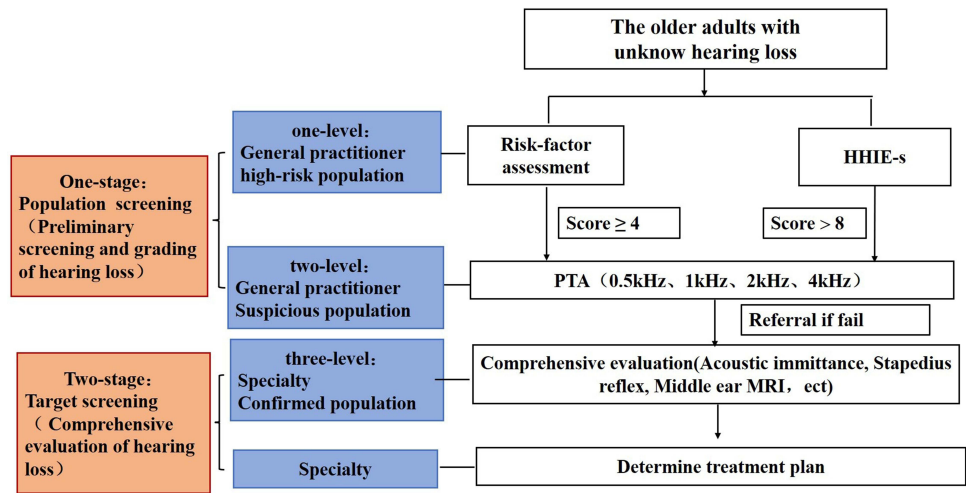 The older adults with
unknow hearing loss
one-level：
General practitioner
high-risk population
Risk-factor
assessment
HHIE-s
One-stage：
Population screening
（Preliminary
screening and grading
of hearing loss）
Score ≥ 4
Score > 8
two-level：
General practitioner
Suspicious population
PTA（0.5kHz、1kHz、2kHz、4kHz）
Referral if fail
three-level：
Specialty
Confirmed population
Comprehensive evaluation(Acoustic immittance, Stapedius
reflex, Middle ear MRI，ect)
Two-stage：
Target screening
（ Comprehensive
evaluation of hearing
loss）
Specialty
Determine treatment plan